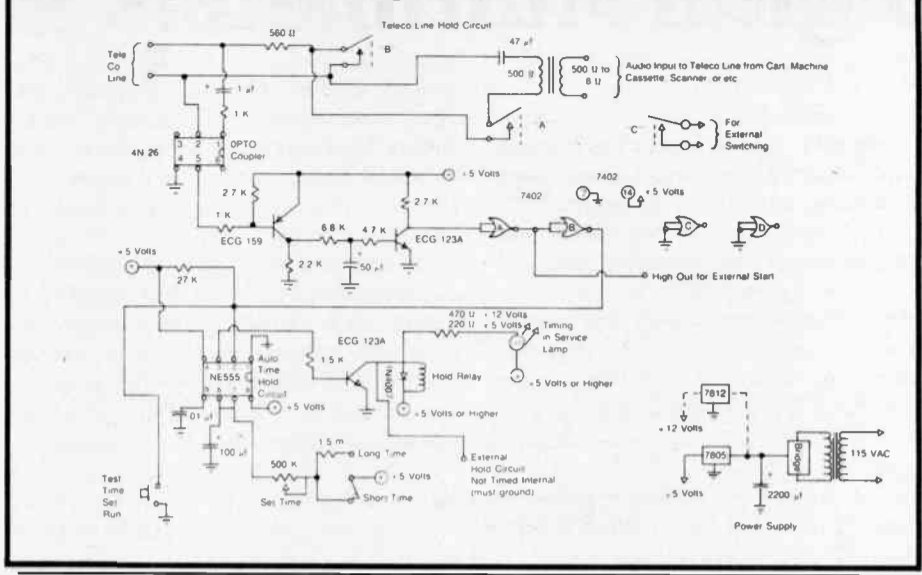 Teleco Line Hold Circuit
Tele
Co
Line
560 Ω
B
+
1 µf
1 K
47 µf
500 Ω
500 Ω to
8 Ω
Audio Input to Teleco Line from Cart. Machine
Cassette, Scanner, or etc
A
C
For
External
Switching
3 1
4 5
4N 26
OPTO
Coupler
+5 Volts
2.7 K
1 K
ECG 159
2.2 K
6.8 K
4.7 K
50 µf
2.7 K
ECG 123A
7402
A
B
7402
7
14
+5 Volts
C
D
High Out for External Start
+5 Volts
27 K
NE555
Auto
Time
Hold
Circuit
+5 Volts
.01 µf
100 µf
1.5 K
ECG 123A
IN4007
Hold Relay
+5 Volts or Higher
470 Ω +12 Volts
220 Ω +5 Volts
Timing
in Service
Lamp
+5 Volts or Higher
External
Hold Circuit
Not Timed Internal
(must ground)
500 K
Set Time
1.5 m
Long Time
+5 Volts
Short Time
Test
Time
Set
Run
7812
+12 Volts
7805
+5 Volts
Bridge
2200 µf
115 VAC
Power Supply